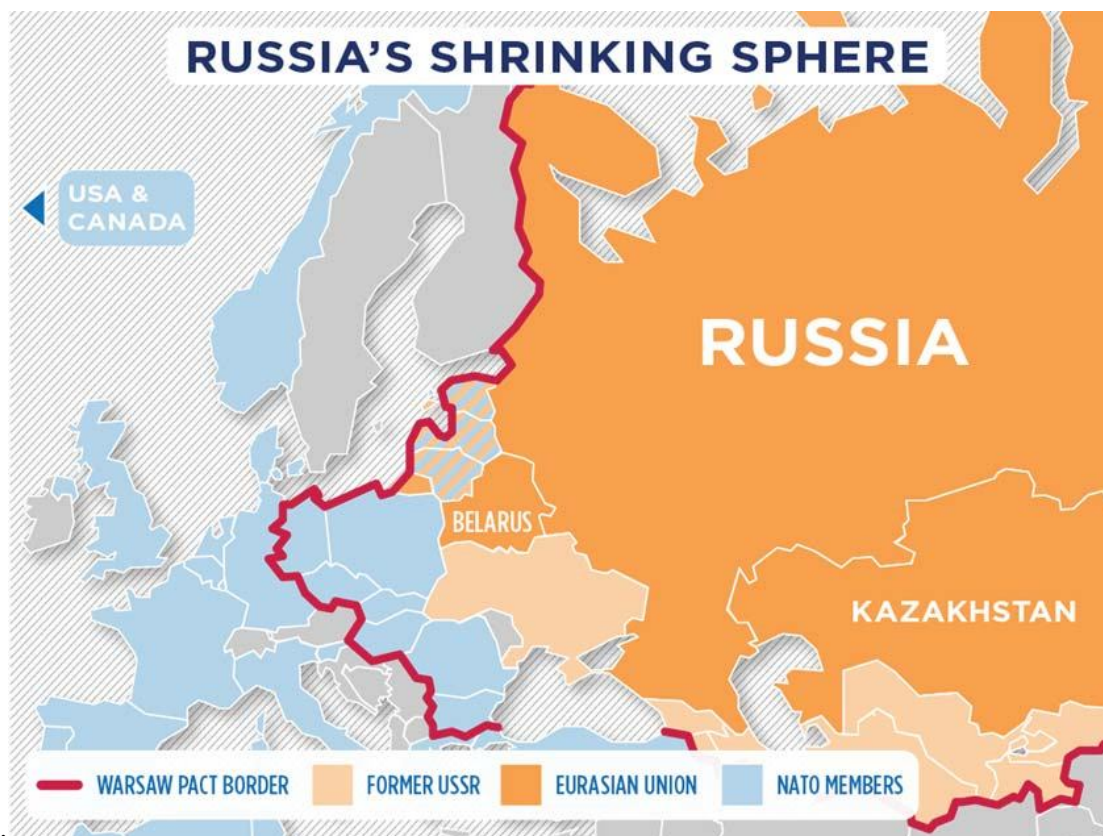 RUSSIA'S SHRINKING SPHERE
USA &
CANADA
RUSSIA
BELARUS
KAZAKHSTAN
WARSAW PACT BORDER
FORMER USSR
EURASIAN UNION
NATO MEMBERS